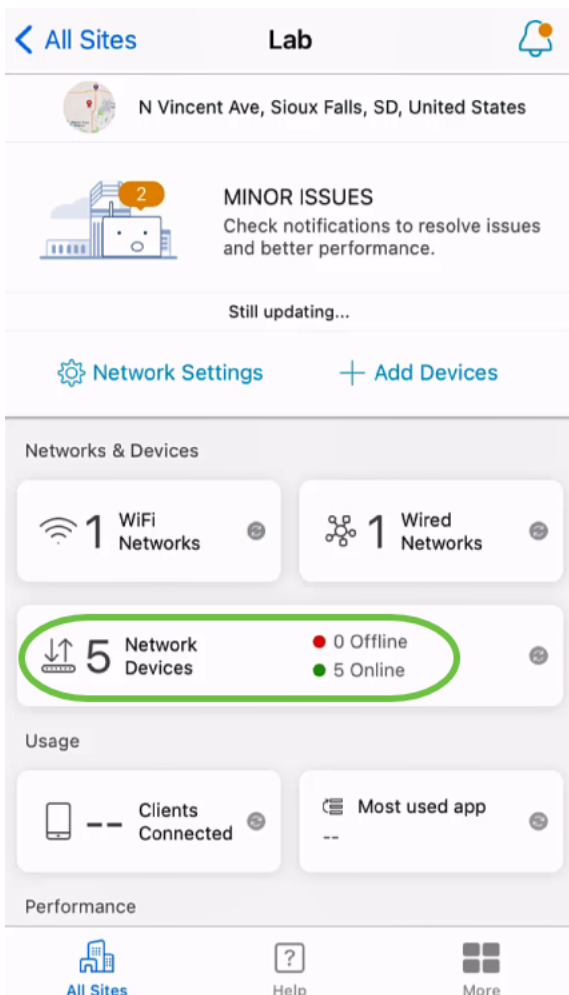 All Sites
Lab
N Vincent Ave, Sioux Falls, SD, United States
2
MINOR ISSUES
Check notifications to resolve issues
and better performance.
Still updating...
Network Settings
Add Devices
Networks & Devices
1 WiFi
Networks
1 Wired
Networks
5 Network
Devices
0 Offline
5 Online
Usage
-- Clients
Connected
Most used app
--
Performance
All Sites
Help
More